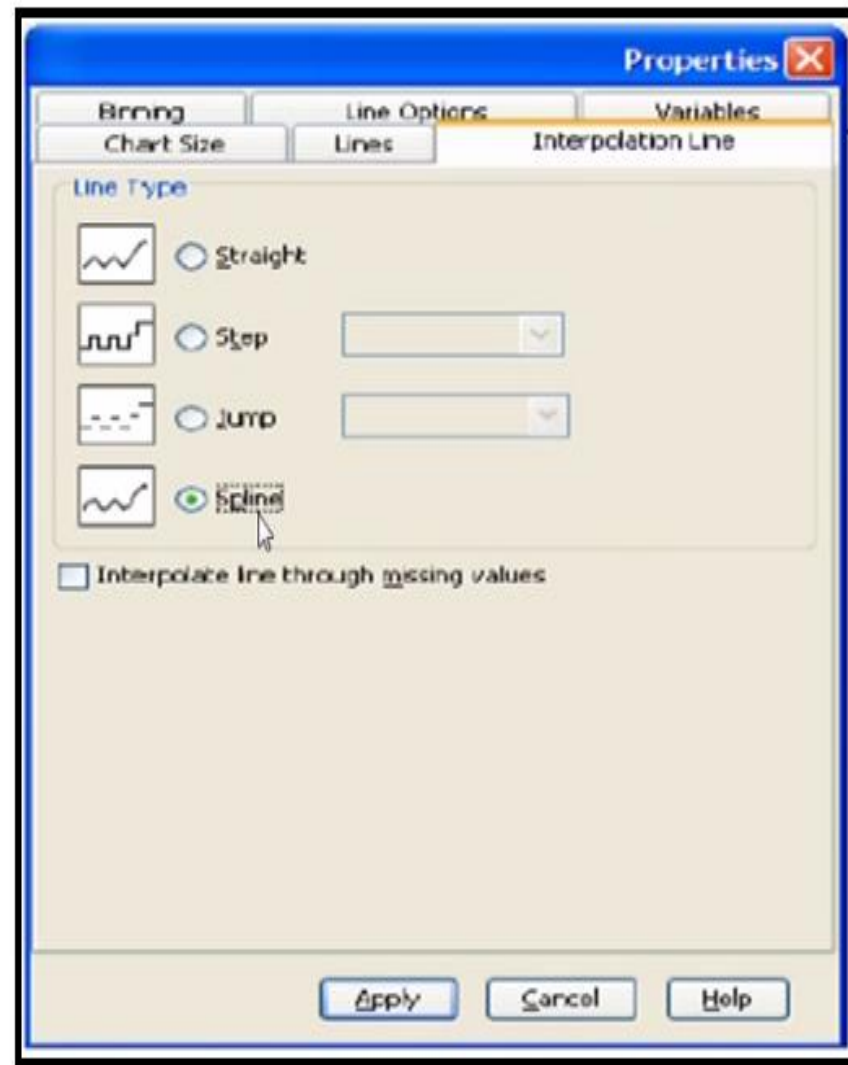 Properties
Binning Line Options Variables
Chart Size Lines Interpolation Line
Line Type
Straight
Step
Jump
Spline
Interpolate line through missing values
Apply Cancel Help